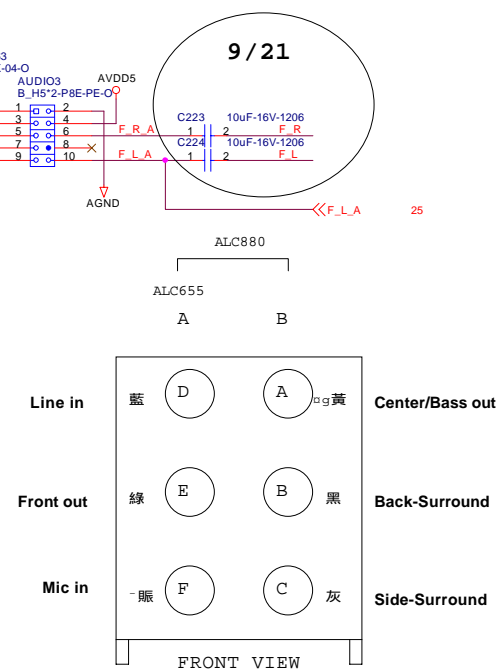 9/21
3
-04-O
AUDIO3
B_H5*2-P8E-PE-O
AVDD5
1 2
3 4
5 6
7 8
9 10
C223 10uF-16V-1206
F_R_A 1 2 F_R
C224 10uF-16V-1206
F_L_A 1 2 F_L
AGND
F_L_A 25
ALC880
ALC655
A B
Line in 藍 D A ¤g黃 Center/Bass out
Front out 綠 E B 黑 Back-Surround
Mic in ¯賬 F C 灰 Side-Surround
FRONT VIEW